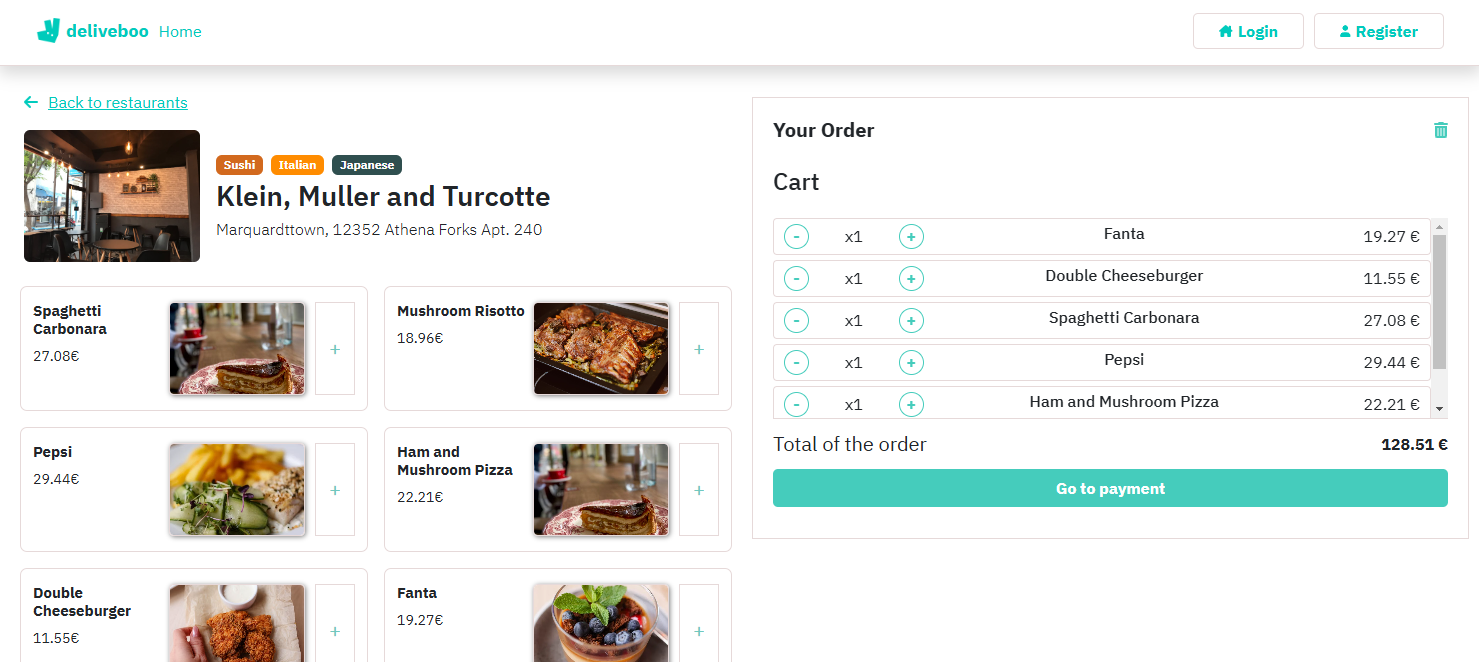 deliveboo Home
Login
Register
Back to restaurants
Sushi Italian Japanese
Klein, Muller and Turcotte
Marquardttown, 12352 Athena Forks Apt. 240
Spaghetti
Carbonara
27.08€
+
Mushroom Risotto
18.96€
+
Pepsi
29.44€
+
Ham and
Mushroom Pizza
22.21€
+
Double
Cheeseburger
11.55€
+
Fanta
19.27€
+
Your Order
Cart
- x1 + Fanta 19.27 €
- x1 + Double Cheeseburger 11.55 €
- x1 + Spaghetti Carbonara 27.08 €
- x1 + Pepsi 29.44 €
- x1 + Ham and Mushroom Pizza 22.21 €
Total of the order 128.51 €
Go to payment